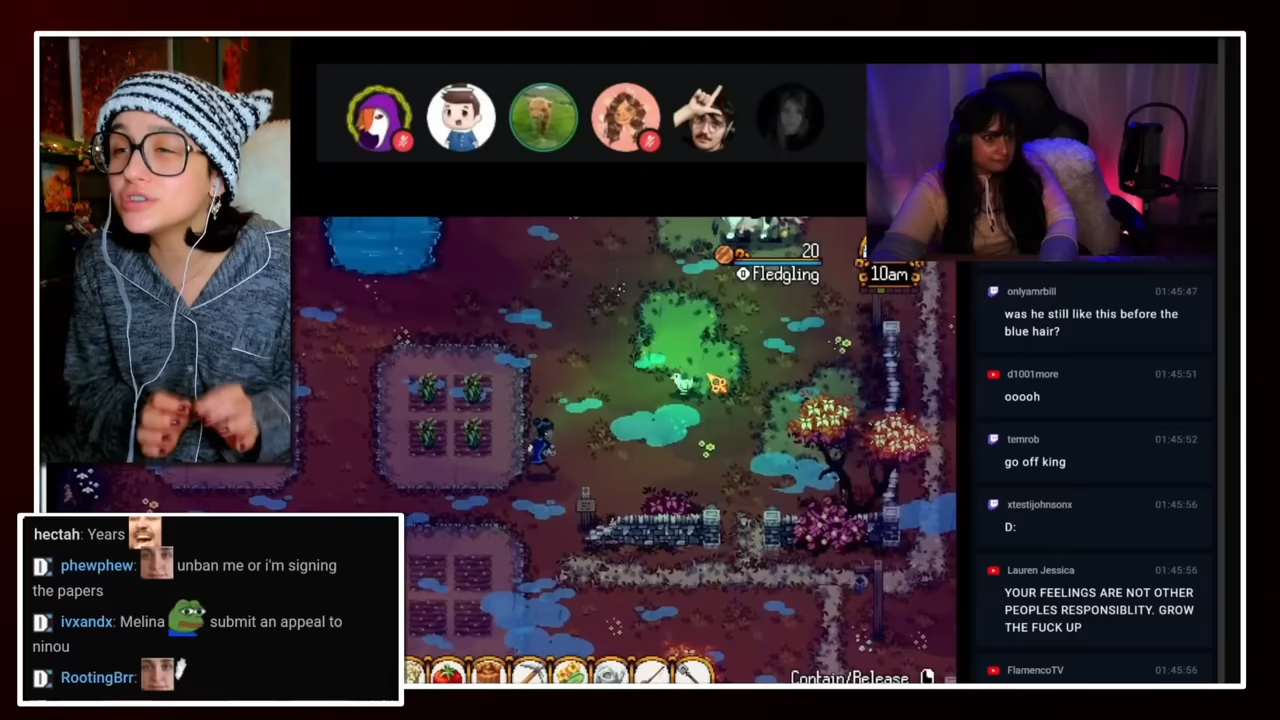 20
Fledgling
10am
onlyamrbill 01:45:47
was he still like this before the
blue hair?
d1001more 01:45:51
ooooh
temrob 01:45:52
go off king
xtestijohnsonx 01:45:56
D:
Lauren Jessica 01:45:56
YOUR FEELINGS ARE NOT OTHER
PEOPLES RESPONSIBLITY. GROW
THE FUCK UP
FlamencoTV 01:45:56
hectah: Years
D: phewphew: unban me or i'm signing
the papers
D: ivxandx: Melina submit an appeal to
ninou
D: RootingBrr:
Contain/Release